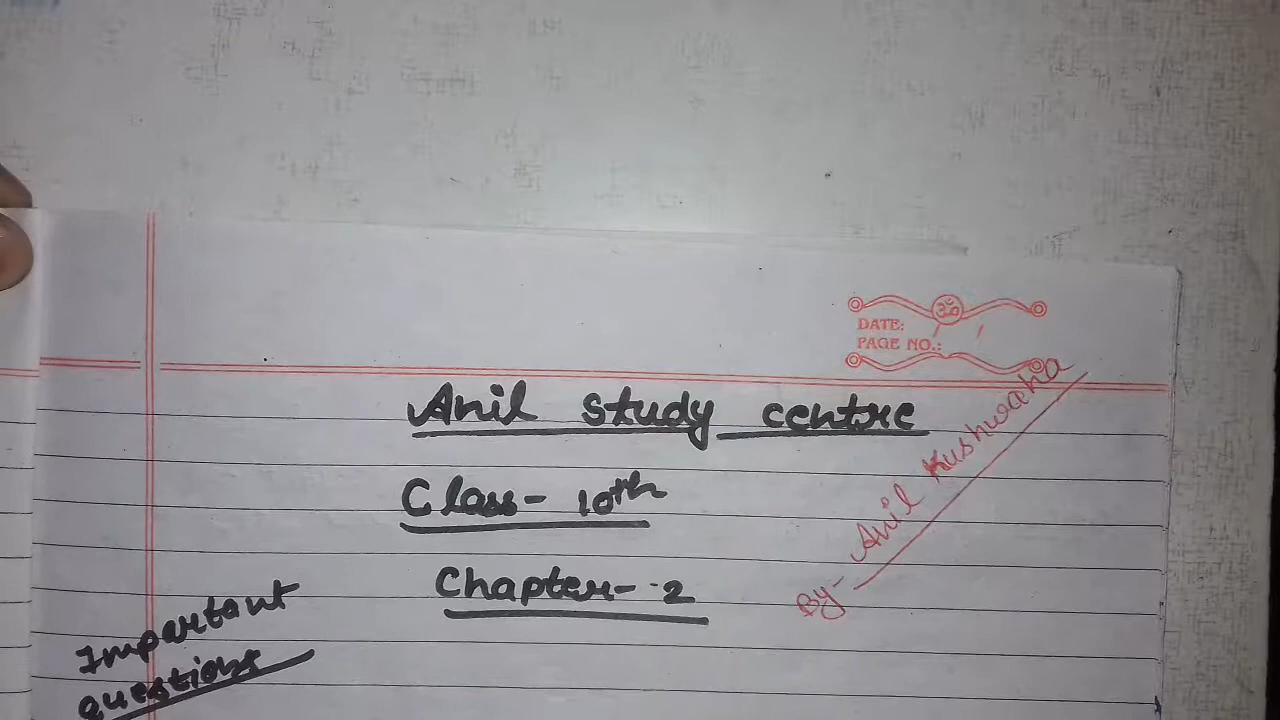 ॐ
DATE:
PAGE NO.:
Anil study centre
Class- 10th
Chapter- 2
By- Anil Kushwaha
Important
questions